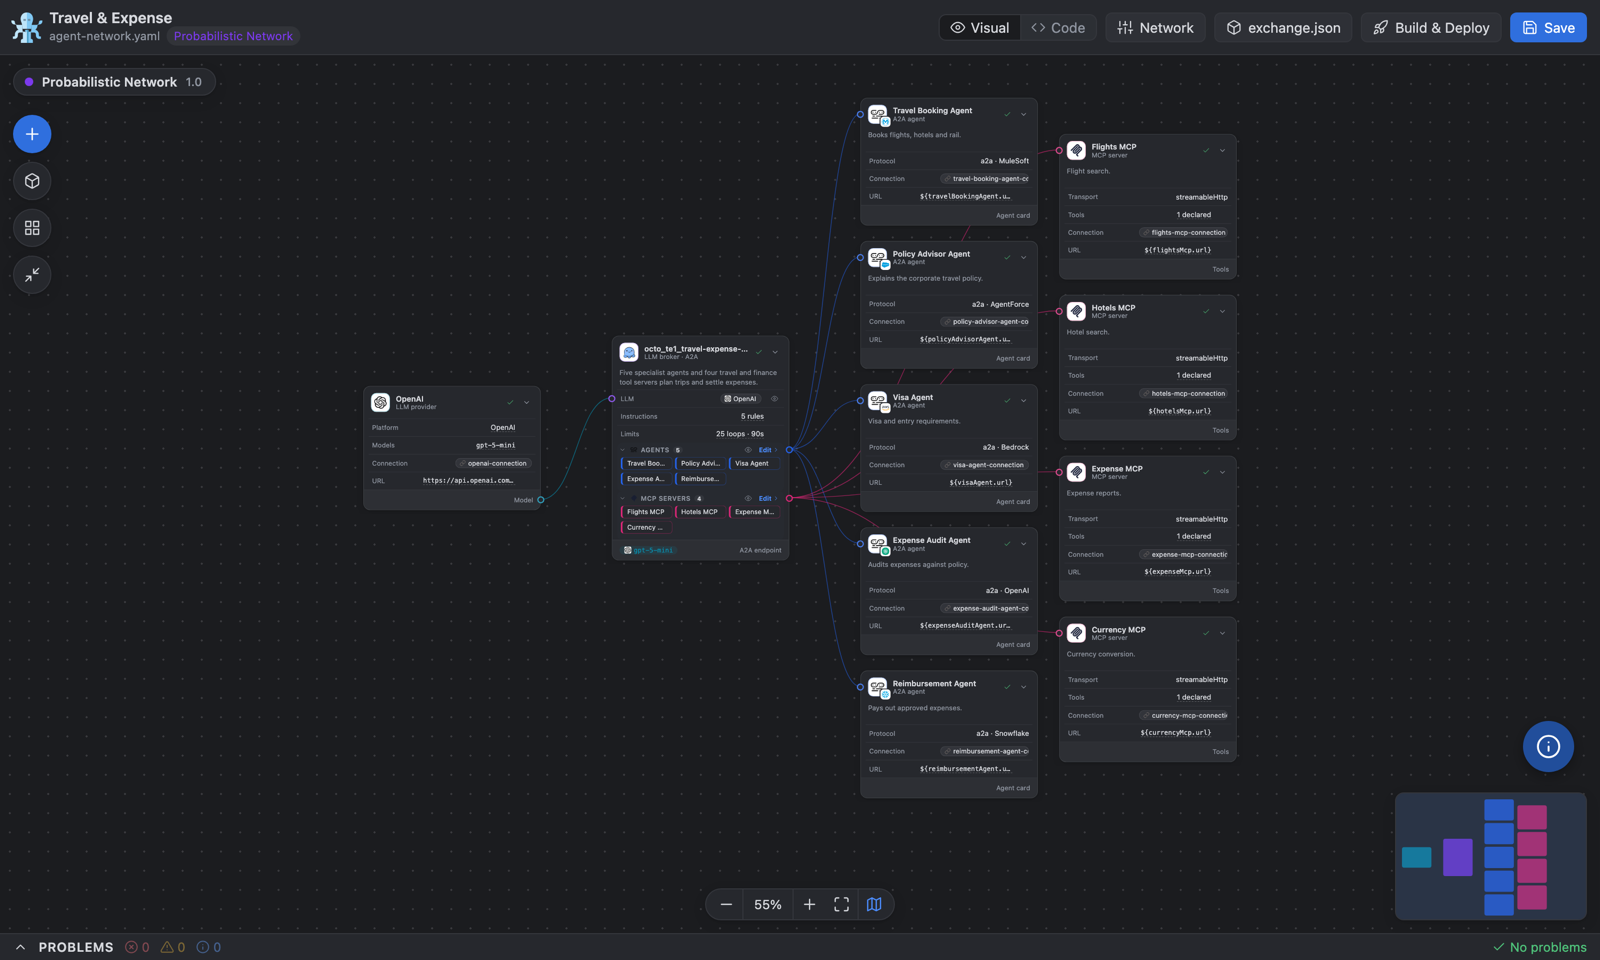 Travel & Expense
agent-network.yaml Probabilistic Network
Visual
Code
Network
exchange.json
Build & Deploy
Save
Probabilistic Network 1.0
OpenAI
LLM provider
Platform OpenAI
Models gpt-5-mini
Connection openai-connection
URL https://api.openai.com…
Model
octo_te1_travel-expense-…
LLM broker · A2A
Five specialist agents and four travel and finance
tool servers plan trips and settle expenses.
LLM OpenAI
Instructions 5 rules
Limits 25 loops · 90s
AGENTS 5 Edit
Travel Boo… Policy Advi… Visa Agent
Expense A… Reimburse…
MCP SERVERS 4 Edit
Flights MCP Hotels MCP Expense M…
Currency …
gpt-5-mini A2A endpoint
Travel Booking Agent
A2A agent
Books flights, hotels and rail.
Protocol a2a · MuleSoft
Connection travel-booking-agent-cc
URL ${travelBookingAgent.u…
Agent card
Policy Advisor Agent
A2A agent
Explains the corporate travel policy.
Protocol a2a · AgentForce
Connection policy-advisor-agent-co
URL ${policyAdvisorAgent.u…
Agent card
Visa Agent
A2A agent
Visa and entry requirements.
Protocol a2a · Bedrock
Connection visa-agent-connection
URL ${visaAgent.url}
Agent card
Expense Audit Agent
A2A agent
Audits expenses against policy.
Protocol a2a · OpenAI
Connection expense-audit-agent-co
URL ${expenseAuditAgent.ur…
Agent card
Reimbursement Agent
A2A agent
Pays out approved expenses.
Protocol a2a · Snowflake
Connection reimbursement-agent-c
URL ${reimbursementAgent.u…
Agent card
Flights MCP
MCP server
Flight search.
Transport streamableHttp
Tools 1 declared
Connection flights-mcp-connection
URL ${flightsMcp.url}
Tools
Hotels MCP
MCP server
Hotel search.
Transport streamableHttp
Tools 1 declared
Connection hotels-mcp-connection
URL ${hotelsMcp.url}
Tools
Expense MCP
MCP server
Expense reports.
Transport streamableHttp
Tools 1 declared
Connection expense-mcp-connectic
URL ${expenseMcp.url}
Tools
Currency MCP
MCP server
Currency conversion.
Transport streamableHttp
Tools 1 declared
Connection currency-mcp-connecti
URL ${currencyMcp.url}
Tools
55%
PROBLEMS 0 0 0
No problems